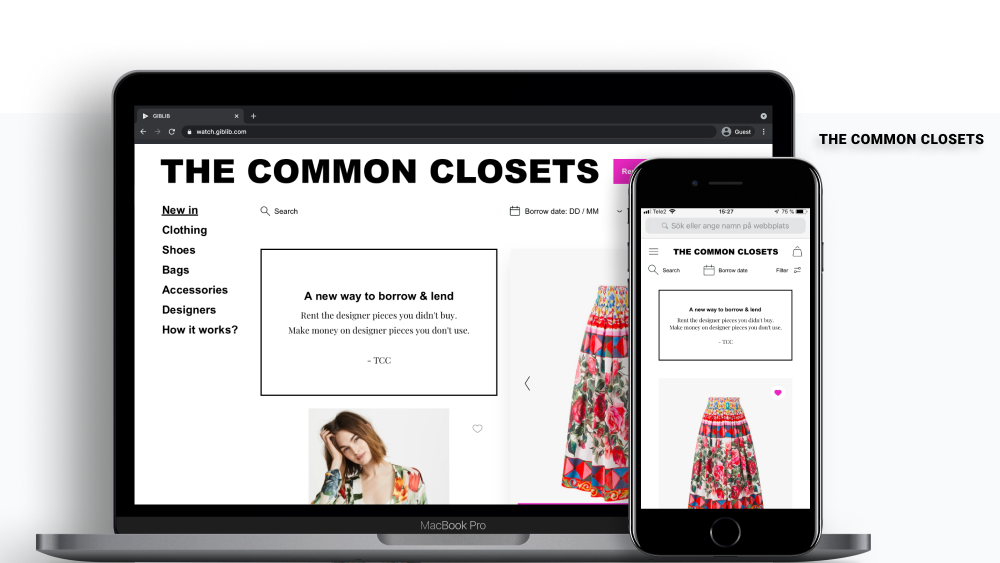 GIBLIB
watch.giblib.com
Guest
THE COMMON CLOSETS
THE COMMON CLOSETS
New in
Clothing
Shoes
Bags
Accessories
Designers
How it works?
Search
Borrow date: DD / MM
A new way to borrow & lend
Rent the designer pieces you didn't buy.
Make money on designer pieces you don't use.
- TCC
MacBook Pro
Tele2
15:27
75 %
Sök eller ange namn på webbplats
THE COMMON CLOSETS
Search
Borrow date
Filter
A new way to borrow & lend
Rent the designer pieces you didn't buy.
Make money on designer pieces you don't use.
- TCC